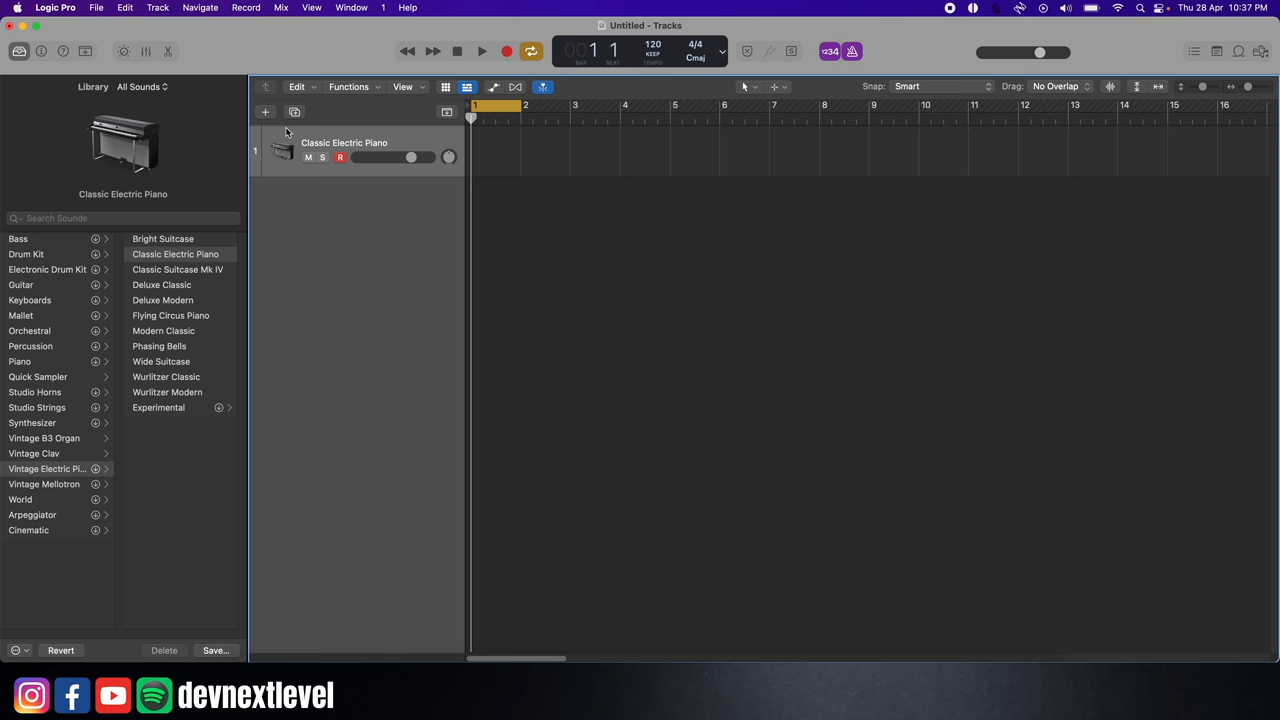 Logic Pro File Edit Track Navigate Record Mix View Window 1 Help Thu 28 Apr 10:37 PM
Untitled - Tracks
1 1 120 4/4
KEEP Cmaj
BAR BEAT TEMPO
1234
Library All Sounds
Edit Functions View Snap: Smart Drag: No Overlap
1 2 3 4 5 6 7 8 9 10 11 12 13 14 15 16
1 Classic Electric Piano
M S R
Classic Electric Piano
Search Sounds
Bass
Drum Kit
Electronic Drum Kit
Guitar
Keyboards
Mallet
Orchestral
Percussion
Piano
Quick Sampler
Studio Horns
Studio Strings
Synthesizer
Vintage B3 Organ
Vintage Clav
Vintage Electric Pi...
Vintage Mellotron
World
Arpeggiator
Cinematic
Bright Suitcase
Classic Electric Piano
Classic Suitcase Mk IV
Deluxe Classic
Deluxe Modern
Flying Circus Piano
Modern Classic
Phasing Bells
Wide Suitcase
Wurlitzer Classic
Wurlitzer Modern
Experimental
Revert Delete Save...
devnextlevel